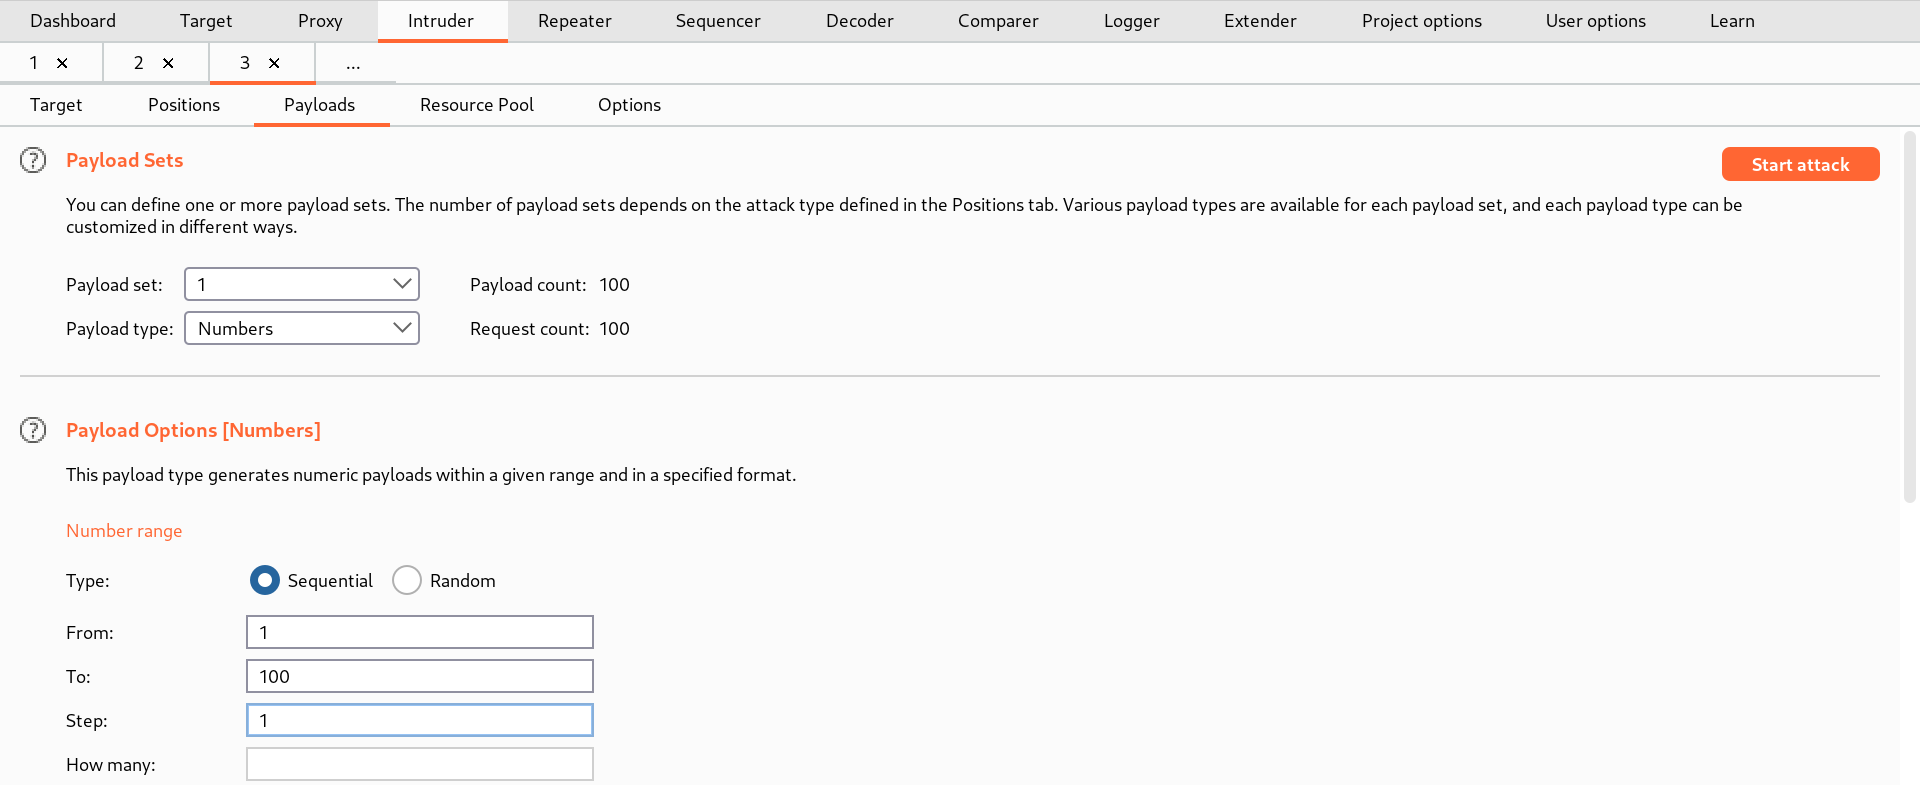 Dashboard Target Proxy Intruder Repeater Sequencer Decoder Comparer Logger Extender Project options User options Learn
1 × 2 × 3 × ...
Target Positions Payloads Resource Pool Options
? Payload Sets
Start attack
You can define one or more payload sets. The number of payload sets depends on the attack type defined in the Positions tab. Various payload types are available for each payload set, and each payload type can be
customized in different ways.
Payload set: 1 Payload count: 100
Payload type: Numbers Request count: 100
? Payload Options [Numbers]
This payload type generates numeric payloads within a given range and in a specified format.
Number range
Type: Sequential Random
From: 1
To: 100
Step: 1
How many: